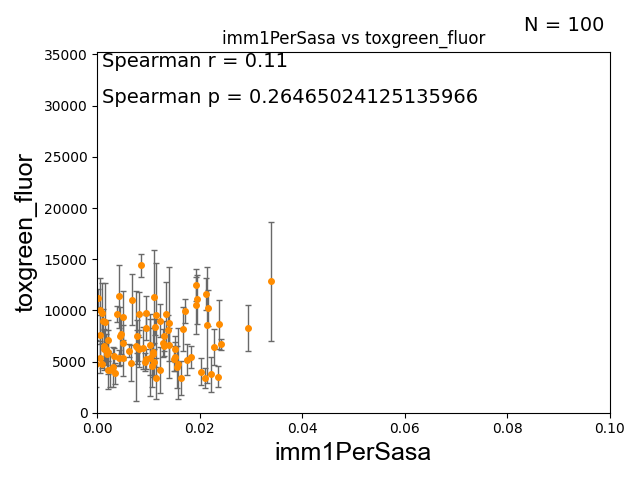 N = 100
imm1PerSasa vs toxgreen_fluor
Spearman r = 0.11
Spearman p = 0.26465024125135966
toxgreen_fluor
35000
30000
25000
20000
15000
10000
5000
0
0.00 0.02 0.04 0.06 0.08 0.10
imm1PerSasa